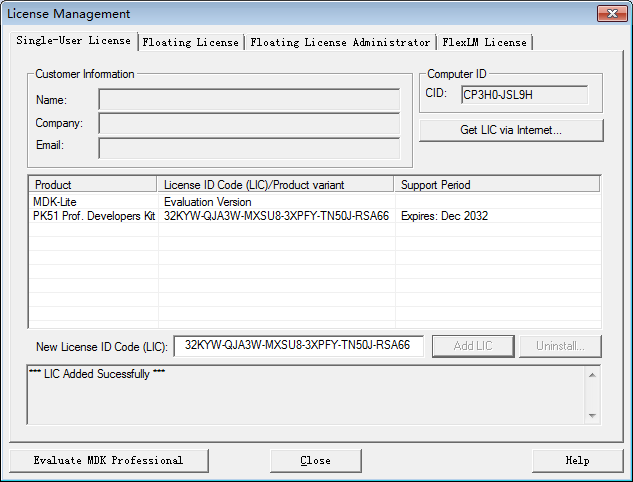 License Management
Single-User License Floating License Floating License Administrator FlexLM License
Customer Information
Name:
Company:
Email:
Computer ID
CID: CP3H0-JSL9H
Get LIC via Internet...
Product License ID Code (LIC)/Product variant Support Period
MDK-Lite Evaluation Version
PK51 Prof. Developers Kit 32KYW-QJA3W-MXSU8-3XPFY-TN50J-RSA66 Expires: Dec 2032
New License ID Code (LIC): 32KYW-QJA3W-MXSU8-3XPFY-TN50J-RSA66 Add LIC Uninstall...
*** LIC Added Sucessfully ***
Evaluate MDK Professional Close Help